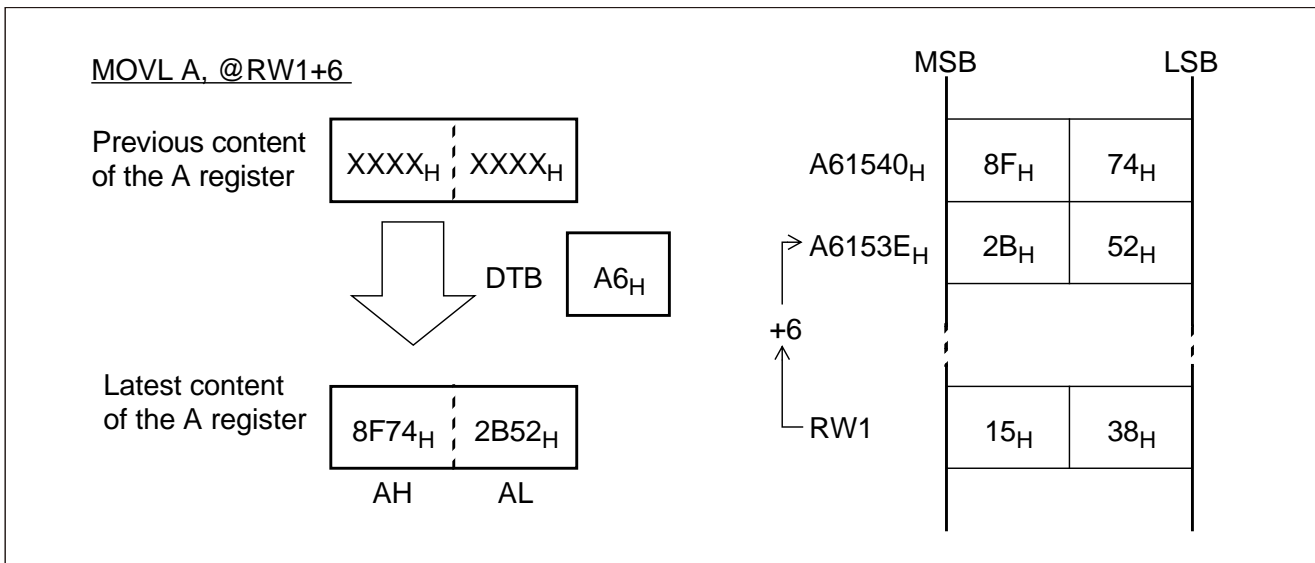 MOVL A, @RW1+6
MSB LSB
Previous content
of the A register
XXXXH XXXXH
A61540H 8FH 74H
DTB A6H
A6153EH 2BH 52H
+6
Latest content
of the A register
8F74H 2B52H
RW1 15H 38H
AH AL